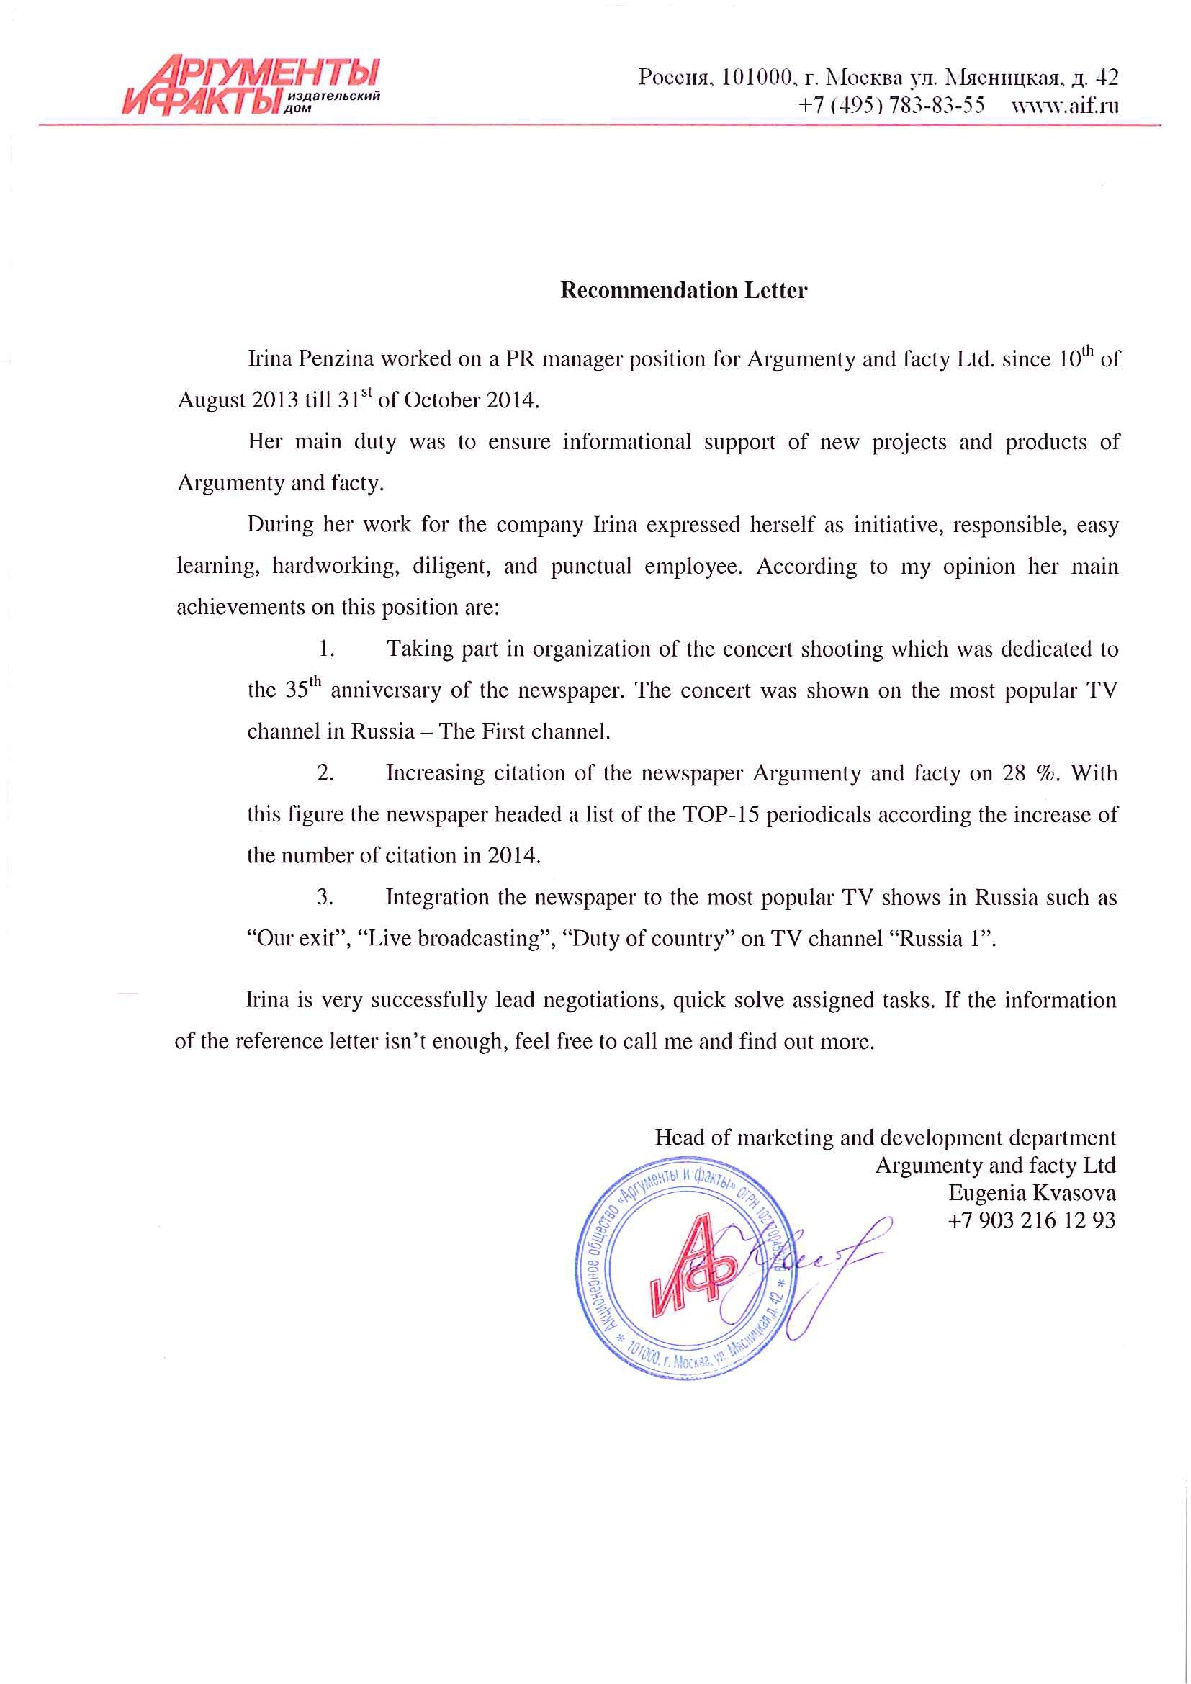 АРГУМЕНТЫ
И ФАКТЫ издательский дом
Россия, 101000, г. Москва ул. Мясницкая, д. 42
+7 (495) 783-83-55 www.aif.ru
Recommendation Letter
Irina Penzina worked on a PR manager position for Argumenty and facty Ltd. since 10th of
August 2013 till 31st of October 2014.
Her main duty was to ensure informational support of new projects and products of
Argumenty and facty.
During her work for the company Irina expressed herself as initiative, responsible, easy
learning, hardworking, diligent, and punctual employee. According to my opinion her main
achievements on this position are:
1. Taking part in organization of the concert shooting which was dedicated to
the 35th anniversary of the newspaper. The concert was shown on the most popular TV
channel in Russia – The First channel.
2. Increasing citation of the newspaper Argumenty and facty on 28 %. With
this figure the newspaper headed a list of the TOP-15 periodicals according the increase of
the number of citation in 2014.
3. Integration the newspaper to the most popular TV shows in Russia such as
“Our exit”, “Live broadcasting”, “Duty of country” on TV channel “Russia 1”.
Irina is very successfully lead negotiations, quick solve assigned tasks. If the information
of the reference letter isn’t enough, feel free to call me and find out more.
Head of marketing and development department
Argumenty and facty Ltd
Eugenia Kvasova
+7 903 216 12 93
Акционерное общество «Аргументы и факты» ОГРН
101000, г. Москва, ул. Мясницкая д. 42
АиФ